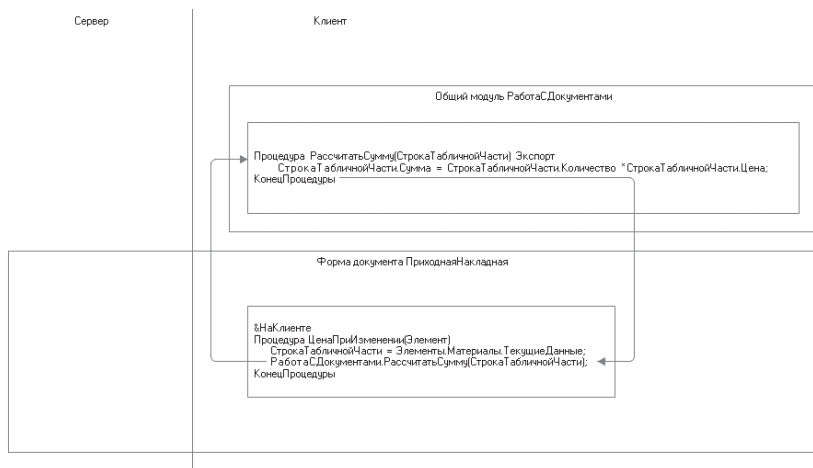 Сервер
Клиент
Общий модуль РаботаСДокументами
Процедура РассчитатьСумму(СтрокаТабличнойЧасти) Экспорт
СтрокаТабличнойЧасти.Сумма = СтрокаТабличнойЧасти.Количество *СтрокаТабличнойЧасти.Цена;
КонецПроцедуры
Форма документа ПриходнаяНакладная
&НаКлиенте
Процедура ЦенаПриИзменении(Элемент)
СтрокаТабличнойЧасти = Элементы.Материалы.ТекущиеДанные;
РаботаСДокументами.РассчитатьСумму(СтрокаТабличнойЧасти);
КонецПроцедуры